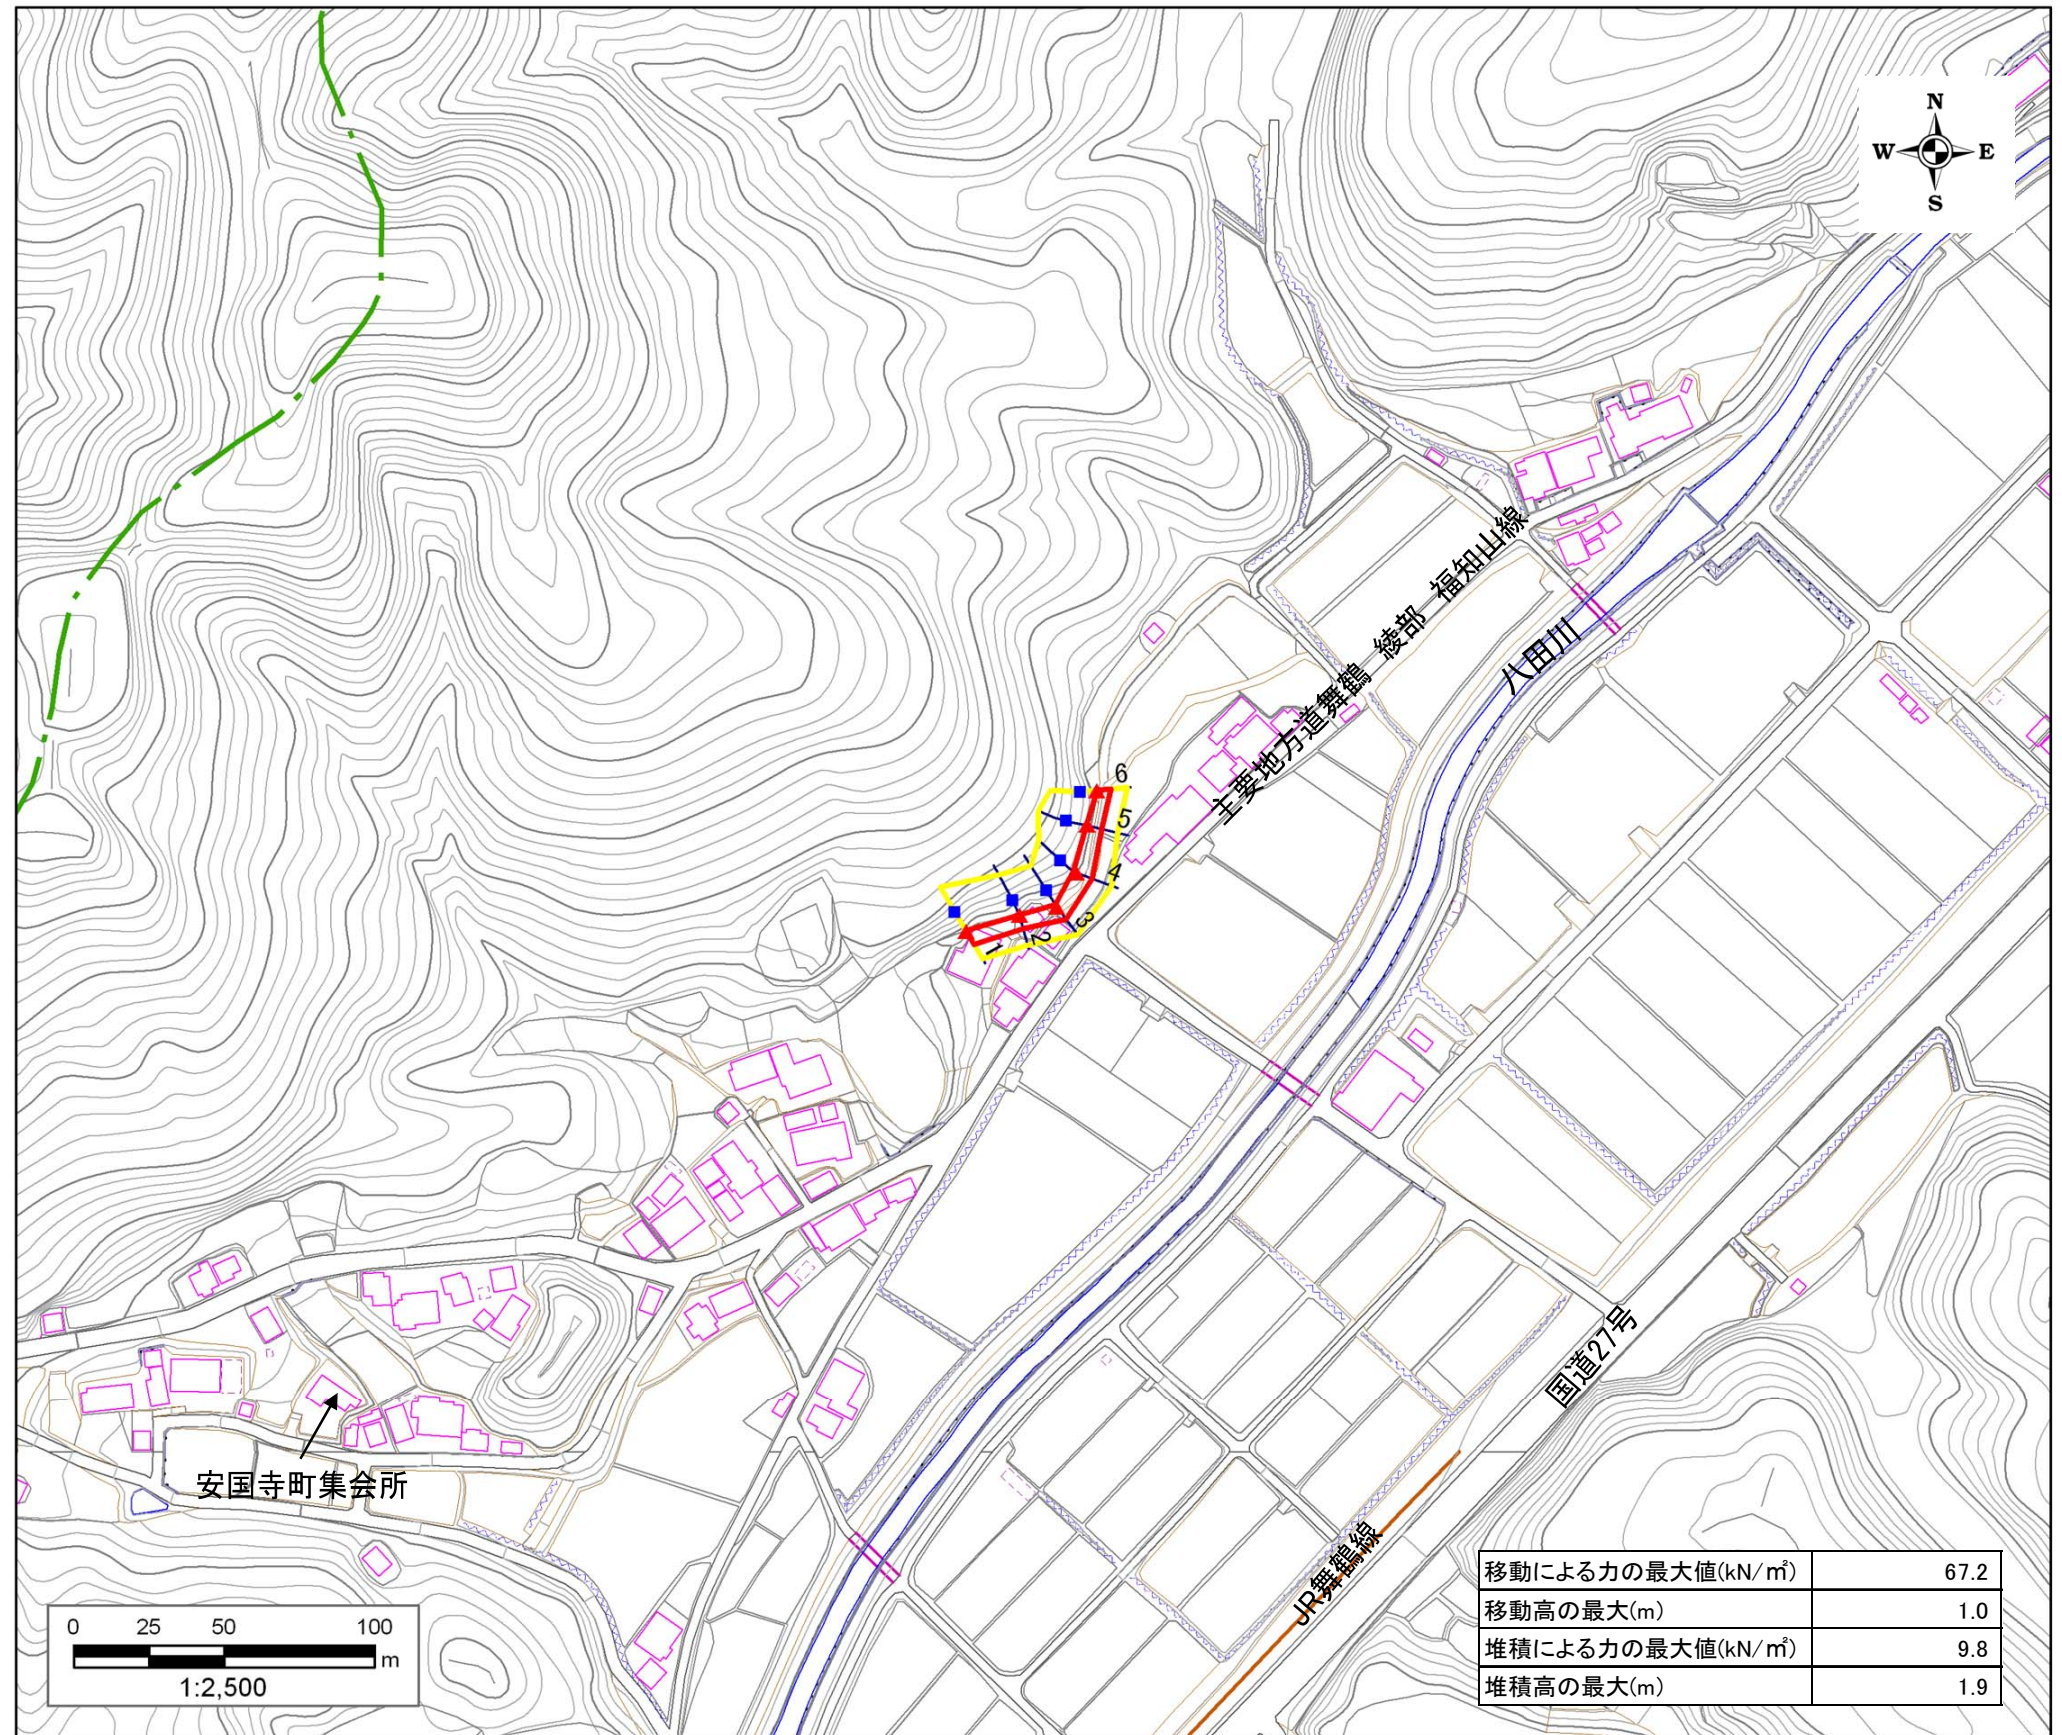 N
W E
S
主要地方道舞鶴 綾部 福知山線
八田川
6
5
4
3
2
1
国道27号
安国寺町集会所
JR舞鶴線
0 25 50 100
m
1:2,500
移動による力の最大値(kN/㎡) 67.2
移動高の最大(m) 1.0
堆積による力の最大値(kN/㎡) 9.8
堆積高の最大(m) 1.9